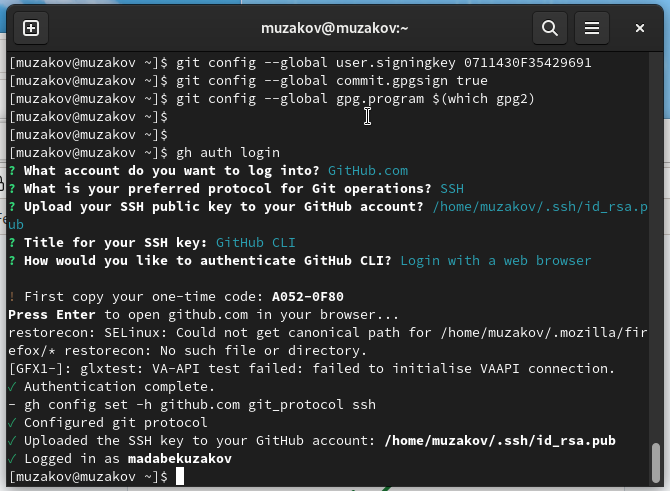 muzakov@muzakov:~
[muzakov@muzakov ~]$ git config --global user.signingkey 0711430F35429691
[muzakov@muzakov ~]$ git config --global commit.gpgsign true
[muzakov@muzakov ~]$ git config --global gpg.program $(which gpg2)
[muzakov@muzakov ~]$
[muzakov@muzakov ~]$
[muzakov@muzakov ~]$ gh auth login
? What account do you want to log into? GitHub.com
? What is your preferred protocol for Git operations? SSH
? Upload your SSH public key to your GitHub account? /home/muzakov/.ssh/id_rsa.p
ub
? Title for your SSH key: GitHub CLI
? How would you like to authenticate GitHub CLI? Login with a web browser
! First copy your one-time code: A052-0F80
Press Enter to open github.com in your browser...
restorecon: SELinux: Could not get canonical path for /home/muzakov/.mozilla/fir
efox/* restorecon: No such file or directory.
[GFX1-]: glxtest: VA-API test failed: failed to initialise VAAPI connection.
✓ Authentication complete.
- gh config set -h github.com git_protocol ssh
✓ Configured git protocol
✓ Uploaded the SSH key to your GitHub account: /home/muzakov/.ssh/id_rsa.pub
✓ Logged in as madabekuzakov
[muzakov@muzakov ~]$